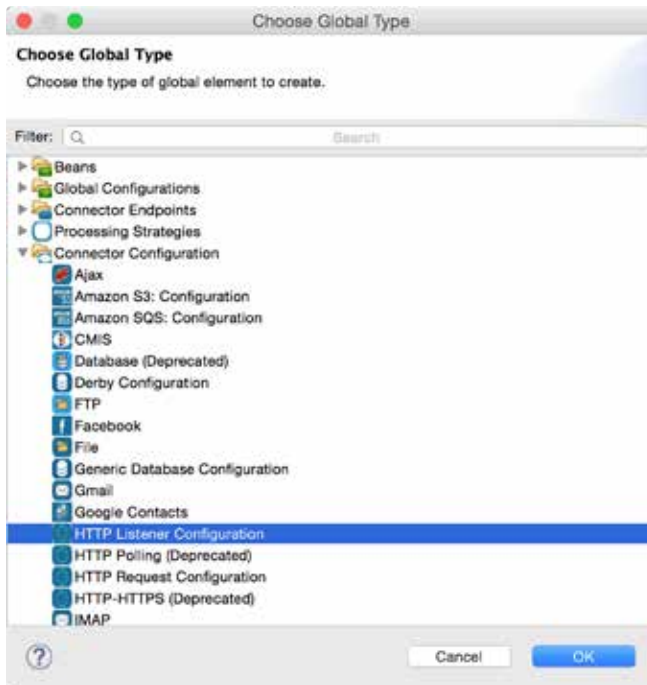 Choose Global Type
Choose Global Type
Choose the type of global element to create.
Filter: Search
Beans
Global Configurations
Connector Endpoints
Processing Strategies
Connector Configuration
Ajax
Amazon S3: Configuration
Amazon SQS: Configuration
CMIS
Database (Deprecated)
Derby Configuration
FTP
Facebook
File
Generic Database Configuration
Gmail
Google Contacts
HTTP Listener Configuration
HTTP Polling (Deprecated)
HTTP Request Configuration
HTTP-HTTPS (Deprecated)
IMAP
? Cancel OK